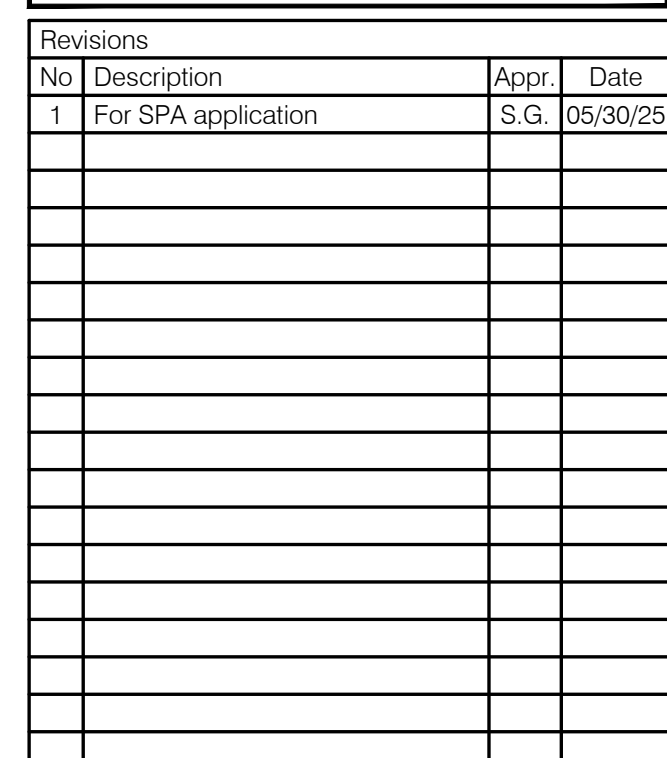 Revisions
No Description Appr. Date
1 For SPA application S.G. 05/30/25